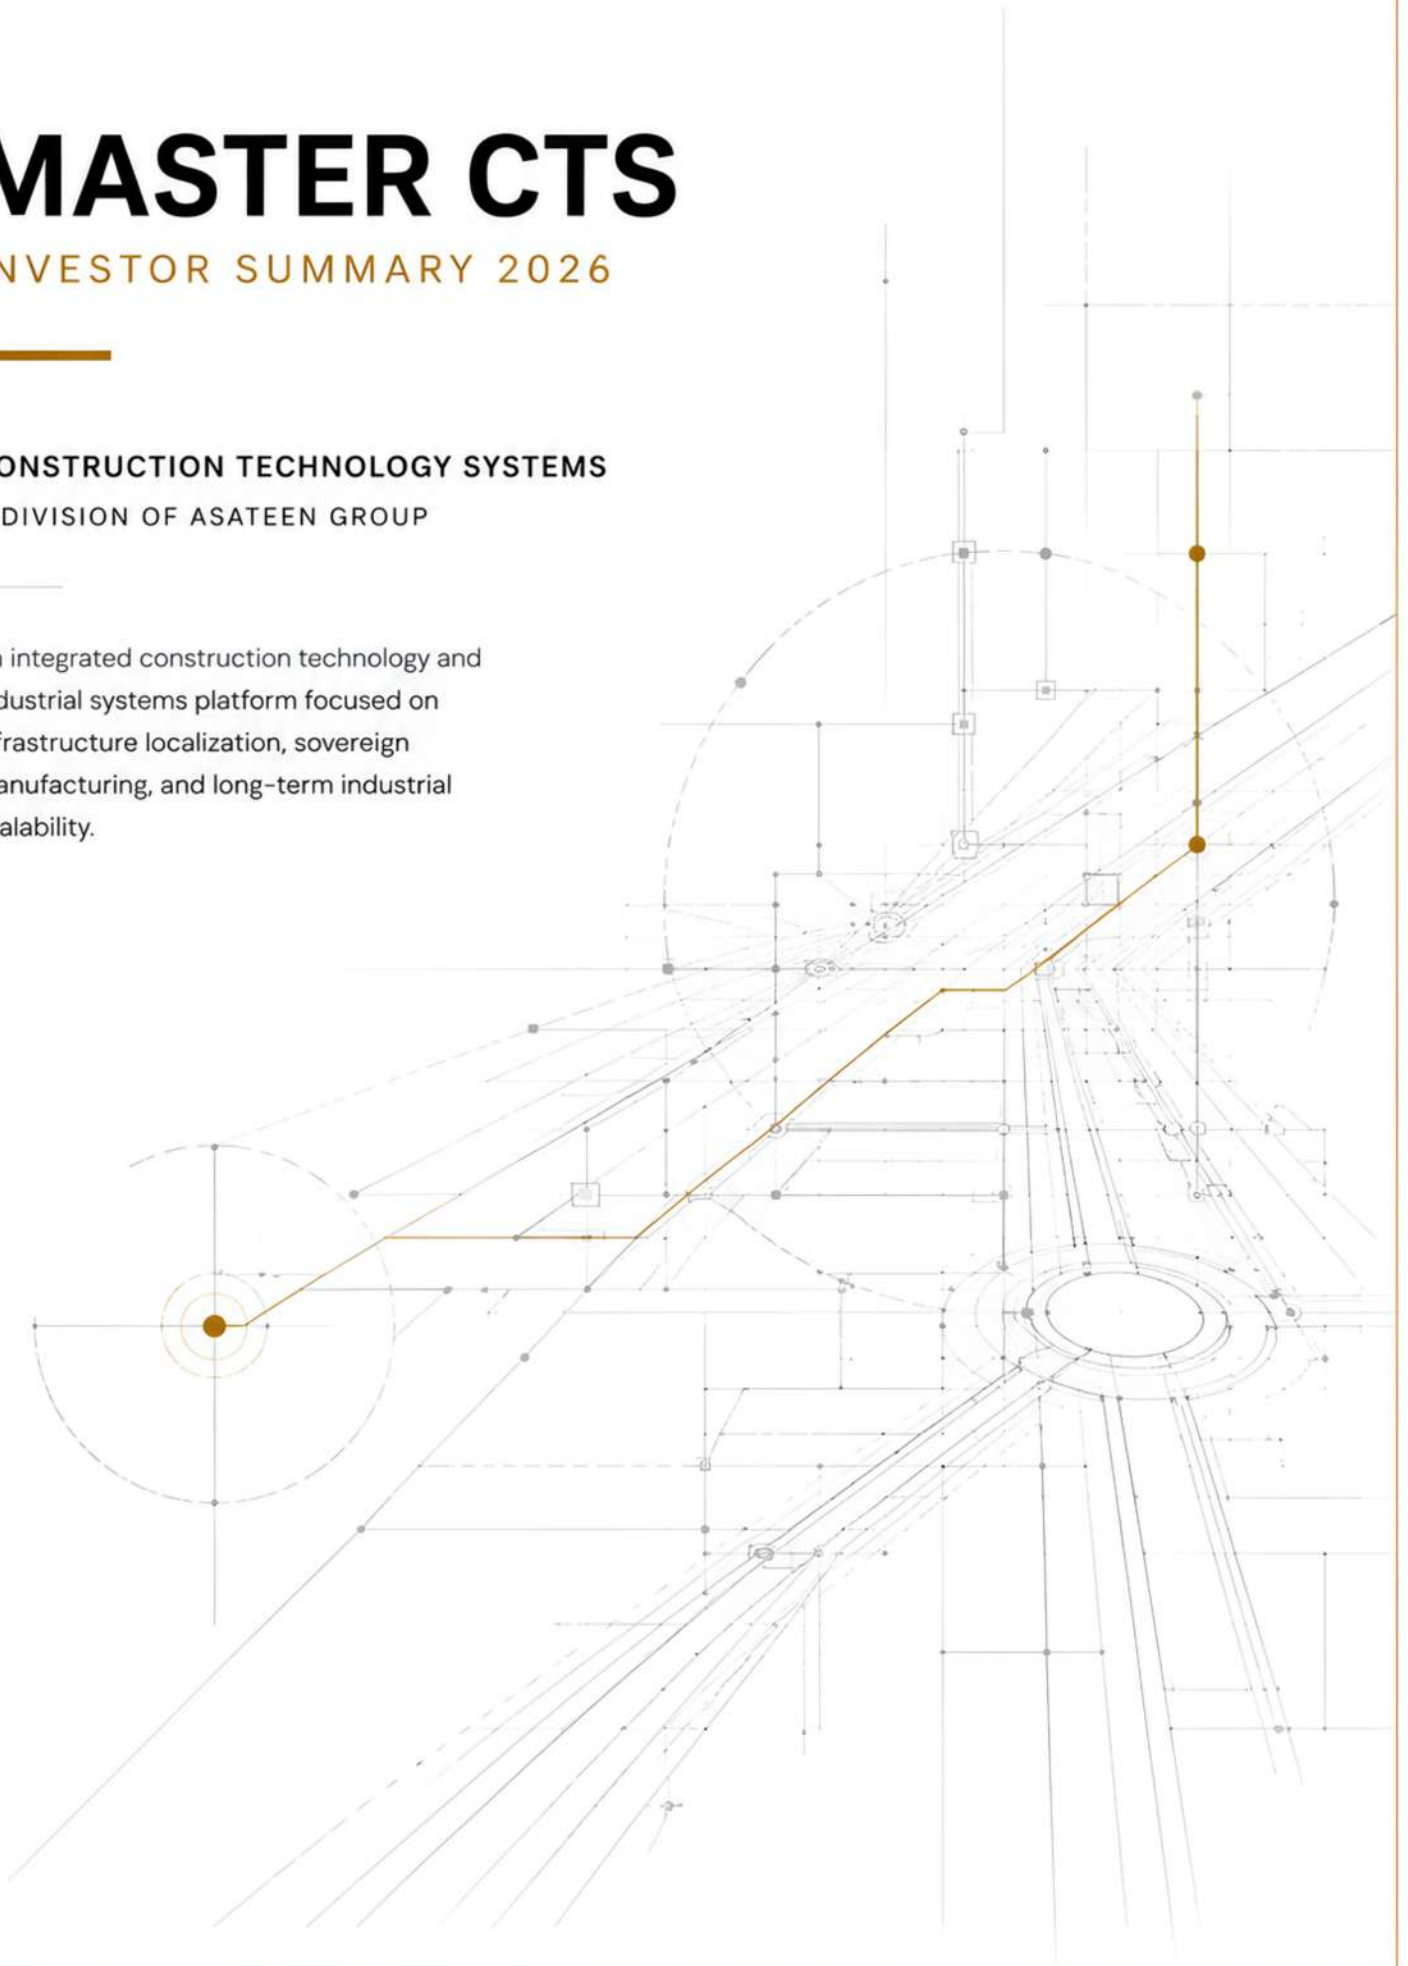 MASTER CTS
NVESTOR SUMMARY 2026
ONSTRUCTION TECHNOLOGY SYSTEMS
DIVISION OF ASATEEN GROUP
integrated construction technology and
dustrial systems platform focused on
frastructure localization, sovereign
anufacturing, and long-term industrial
alability.